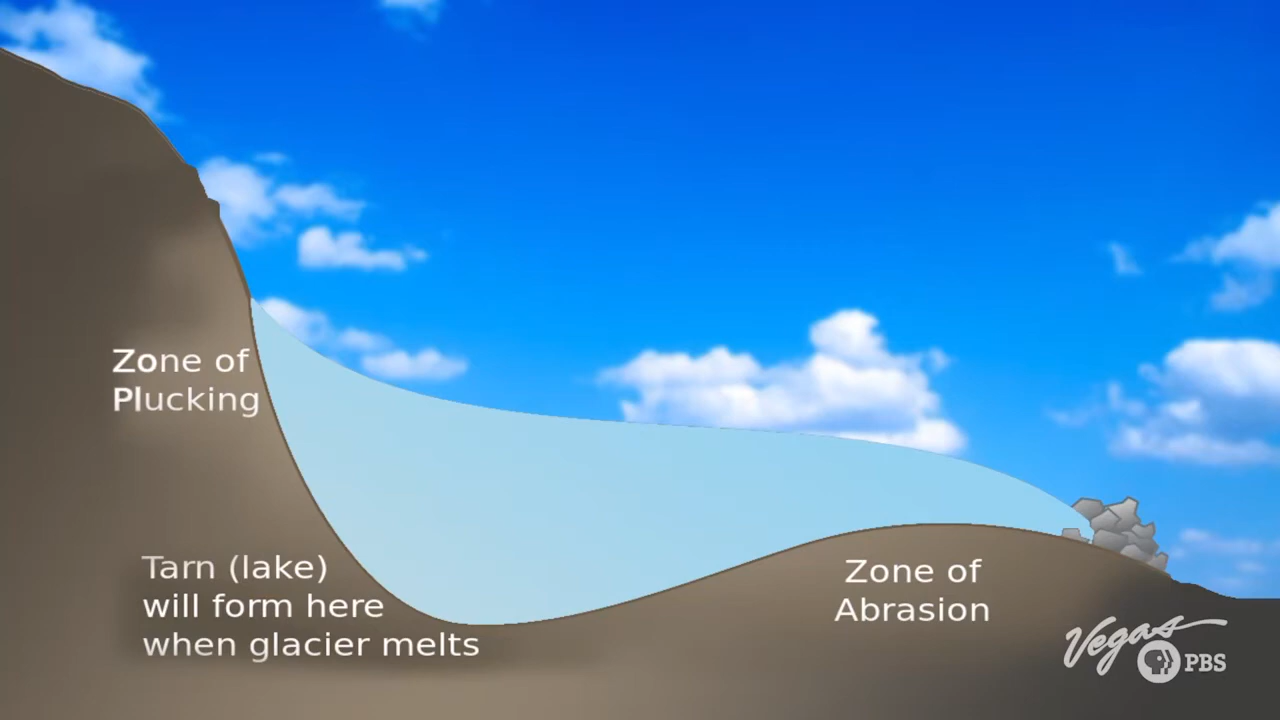 Zone of
Plucking
Tarn (lake)
will form here
when glacier melts
Zone of
Abrasion
Vegas
PBS